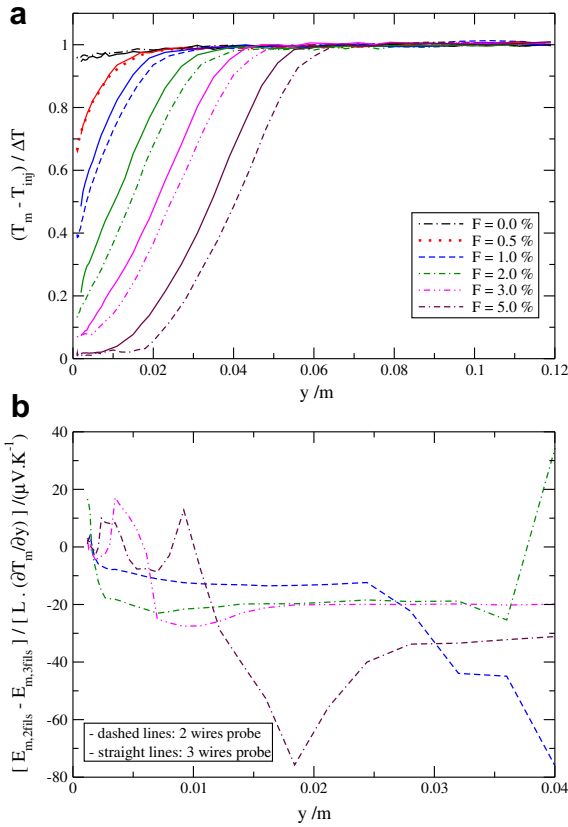 a
1
0.8
0.6
0.4
0.2
0
(T_m - T_inj) / ΔT
F = 0.0 %
F = 0.5 %
F = 1.0 %
F = 2.0 %
F = 3.0 %
F = 5.0 %
0 0.02 0.04 0.06 0.08 0.1 0.12
y /m
b
40
20
0
-20
-40
-60
-80
[ E_m,2fils - E_m,3fils ] / [ L . (∂T_m/∂y) ] /(μV.K⁻¹)
- dashed lines: 2 wires probe
- straight lines: 3 wires probe
0 0.01 0.02 0.03 0.04
y /m